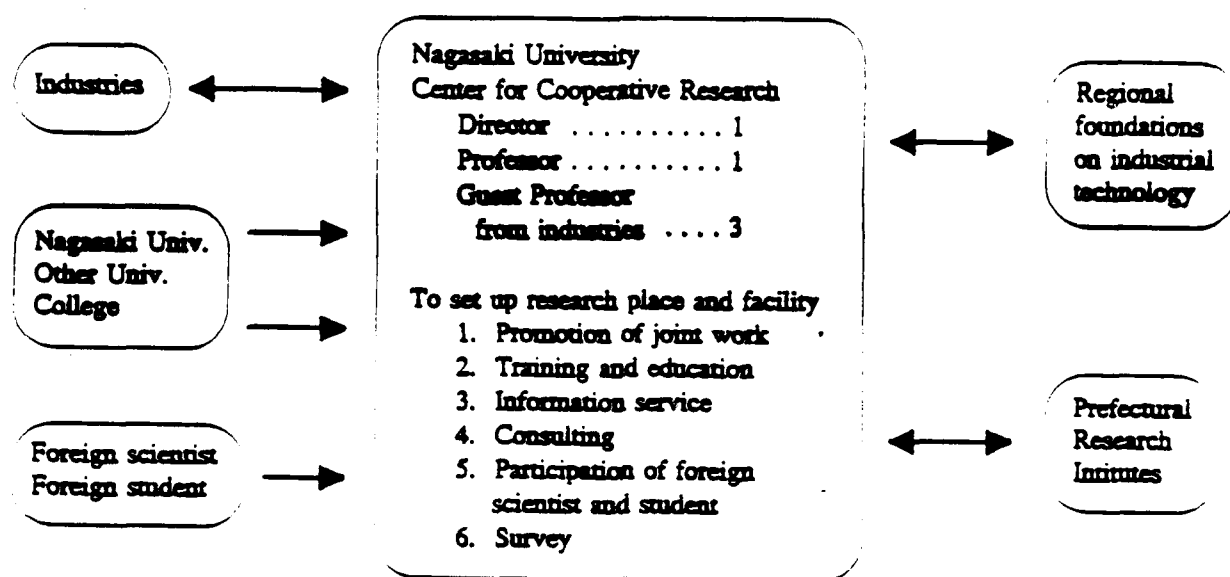 Industries
Nagasaki Univ.
Other Univ.
College
Foreign scientist
Foreign student
Nagasaki University
Center for Cooperative Research
Director .......... 1
Professor .......... 1
Guest Professor
from industries .... 3
To set up research place and facility
1. Promotion of joint work
2. Training and education
3. Information service
4. Consulting
5. Participation of foreign
scientist and student
6. Survey
Regional
foundations
on industrial
technology
Prefectural
Research
Intitutes